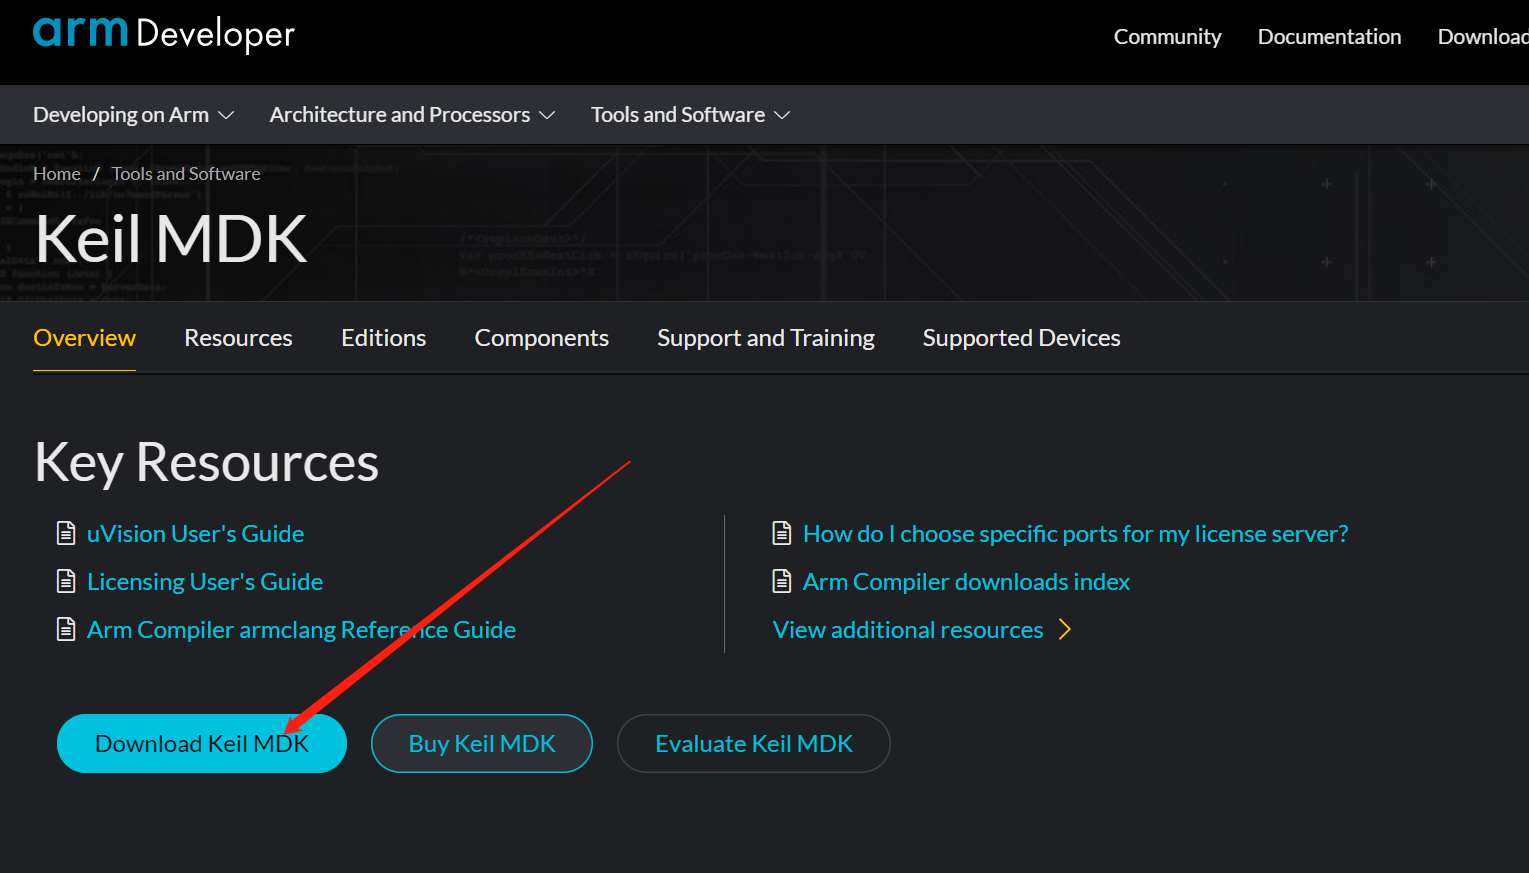 arm Developer
Community Documentation Download
Developing on Arm Architecture and Processors Tools and Software
Home / Tools and Software
Keil MDK
Overview Resources Editions Components Support and Training Supported Devices
Key Resources
uVision User's Guide
Licensing User's Guide
Arm Compiler armclang Reference Guide
How do I choose specific ports for my license server?
Arm Compiler downloads index
View additional resources
Download Keil MDK Buy Keil MDK Evaluate Keil MDK